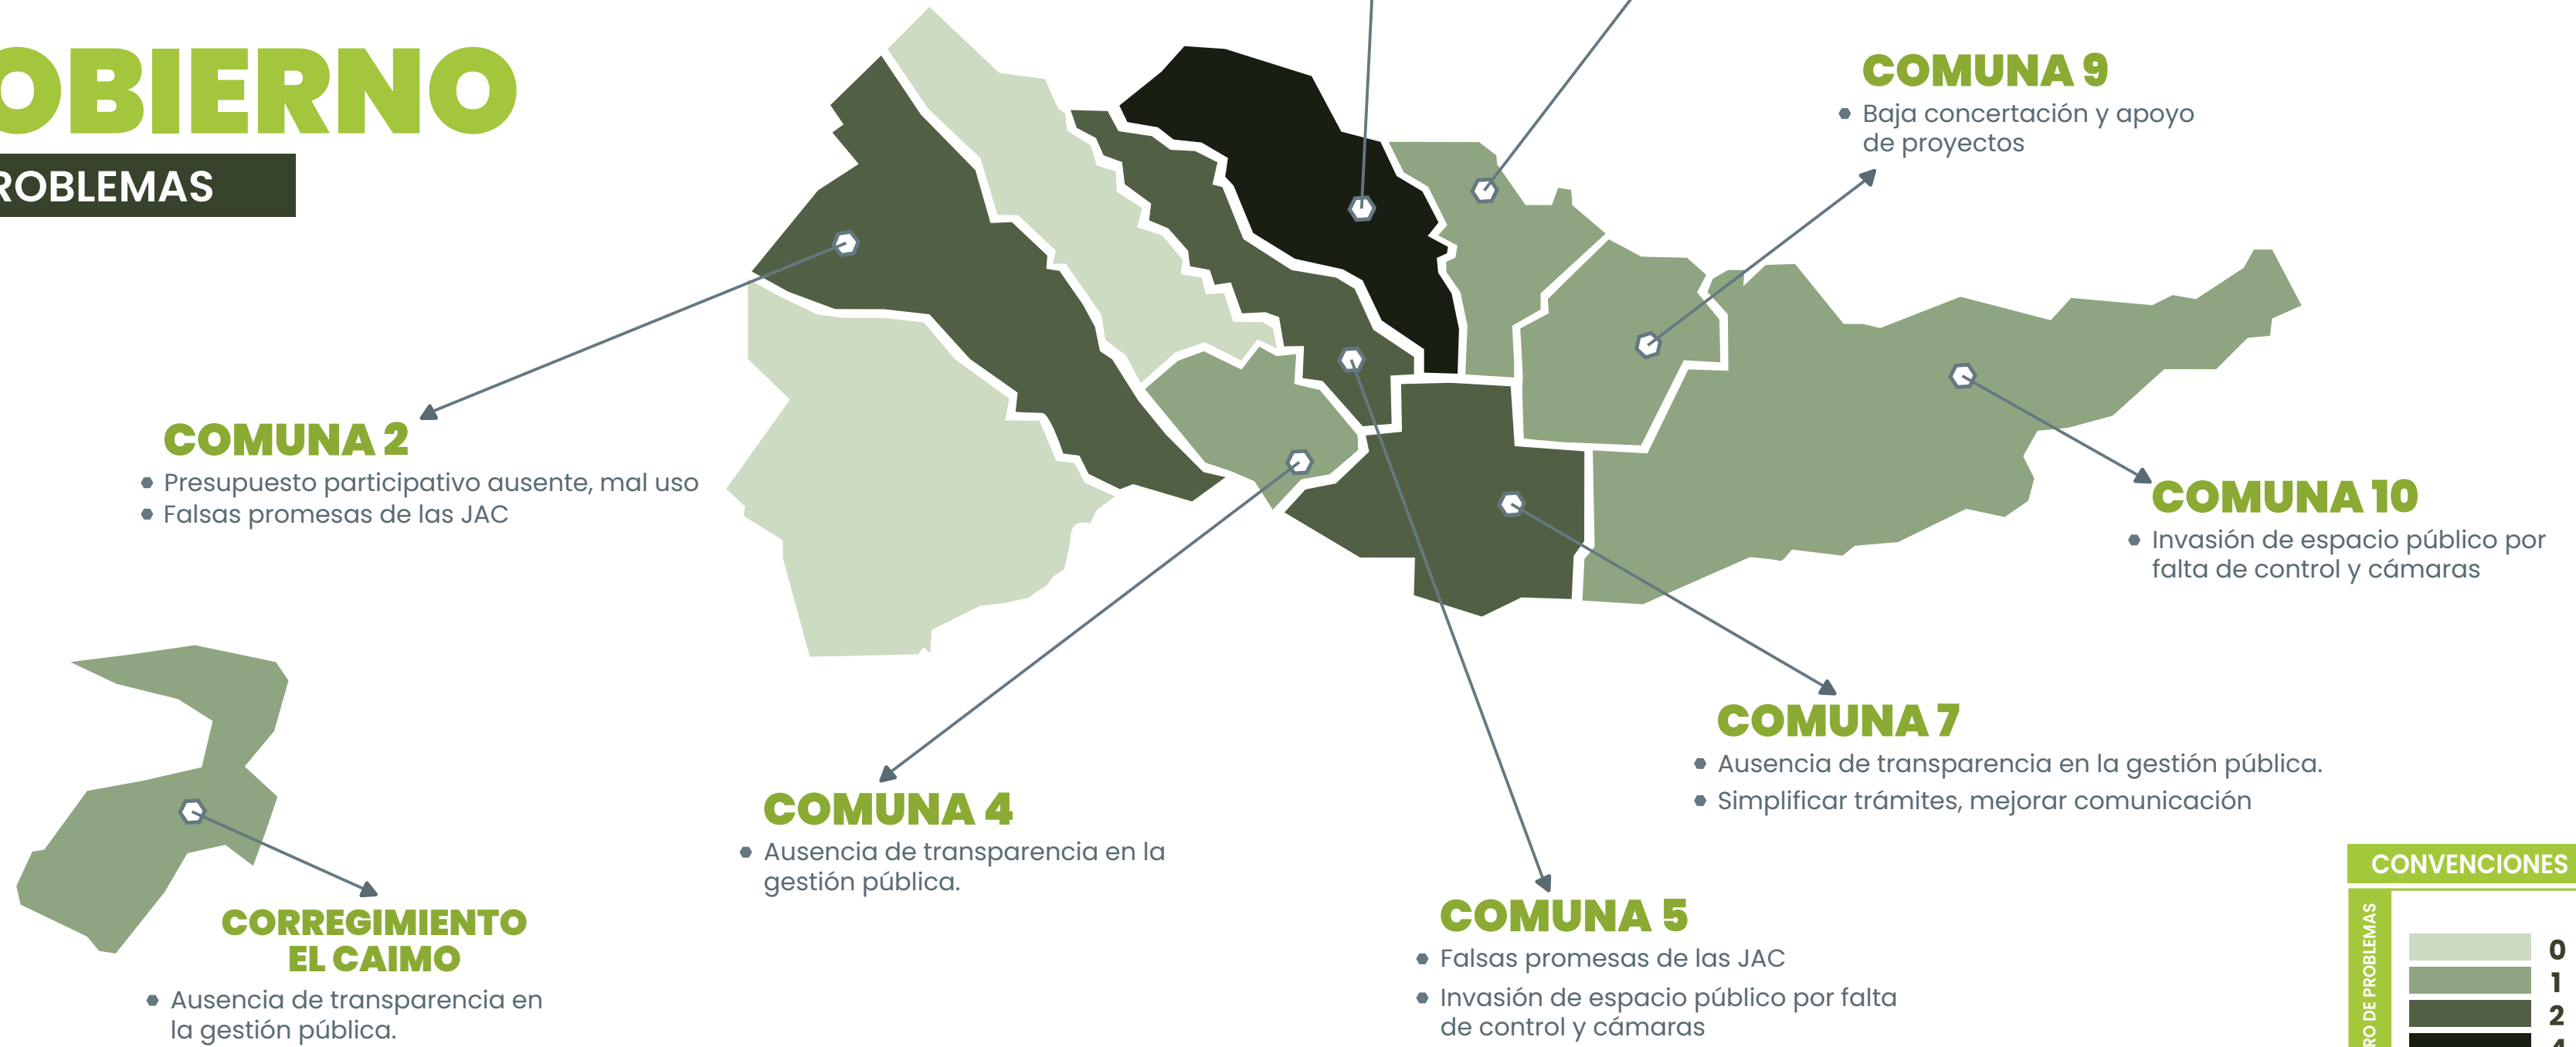 OBIERNO
ROBLEMAS
COMUNA 9
Baja concertación y apoyo
de proyectos
COMUNA 2
Presupuesto participativo ausente, mal uso
Falsas promesas de las JAC
COMUNA 10
Invasión de espacio público por
falta de control y cámaras
COMUNA 7
Ausencia de transparencia en la gestión pública.
Simplificar trámites, mejorar comunicación
COMUNA 4
Ausencia de transparencia en la
gestión pública.
COMUNA 5
Falsas promesas de las JAC
Invasión de espacio público por falta
de control y cámaras
CORREGIMIENTO
EL CAIMO
Ausencia de transparencia en
la gestión pública.
CONVENCIONES
RO DE PROBLEMAS
0
1
2